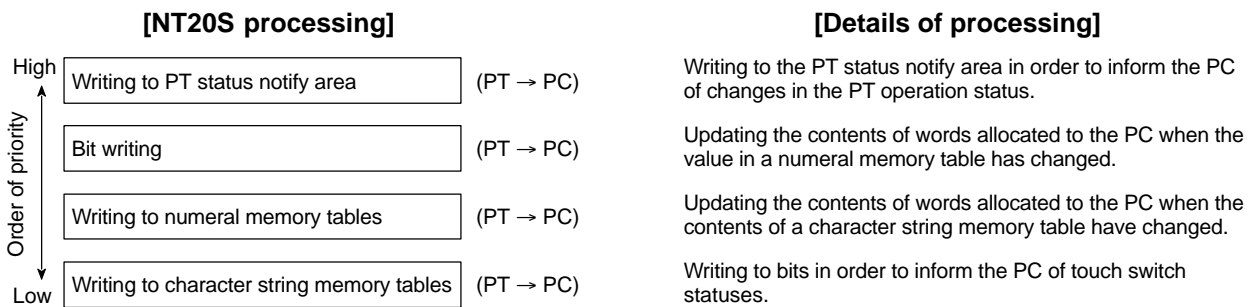 [NT20S processing] [Details of processing]
High
Writing to PT status notify area (PT → PC)
Writing to the PT status notify area in order to inform the PC
of changes in the PT operation status.
Order of priority
Bit writing (PT → PC)
Updating the contents of words allocated to the PC when the
value in a numeral memory table has changed.
Writing to numeral memory tables (PT → PC)
Updating the contents of words allocated to the PC when the
contents of a character string memory table have changed.
Low
Writing to character string memory tables (PT → PC)
Writing to bits in order to inform the PC of touch switch
statuses.